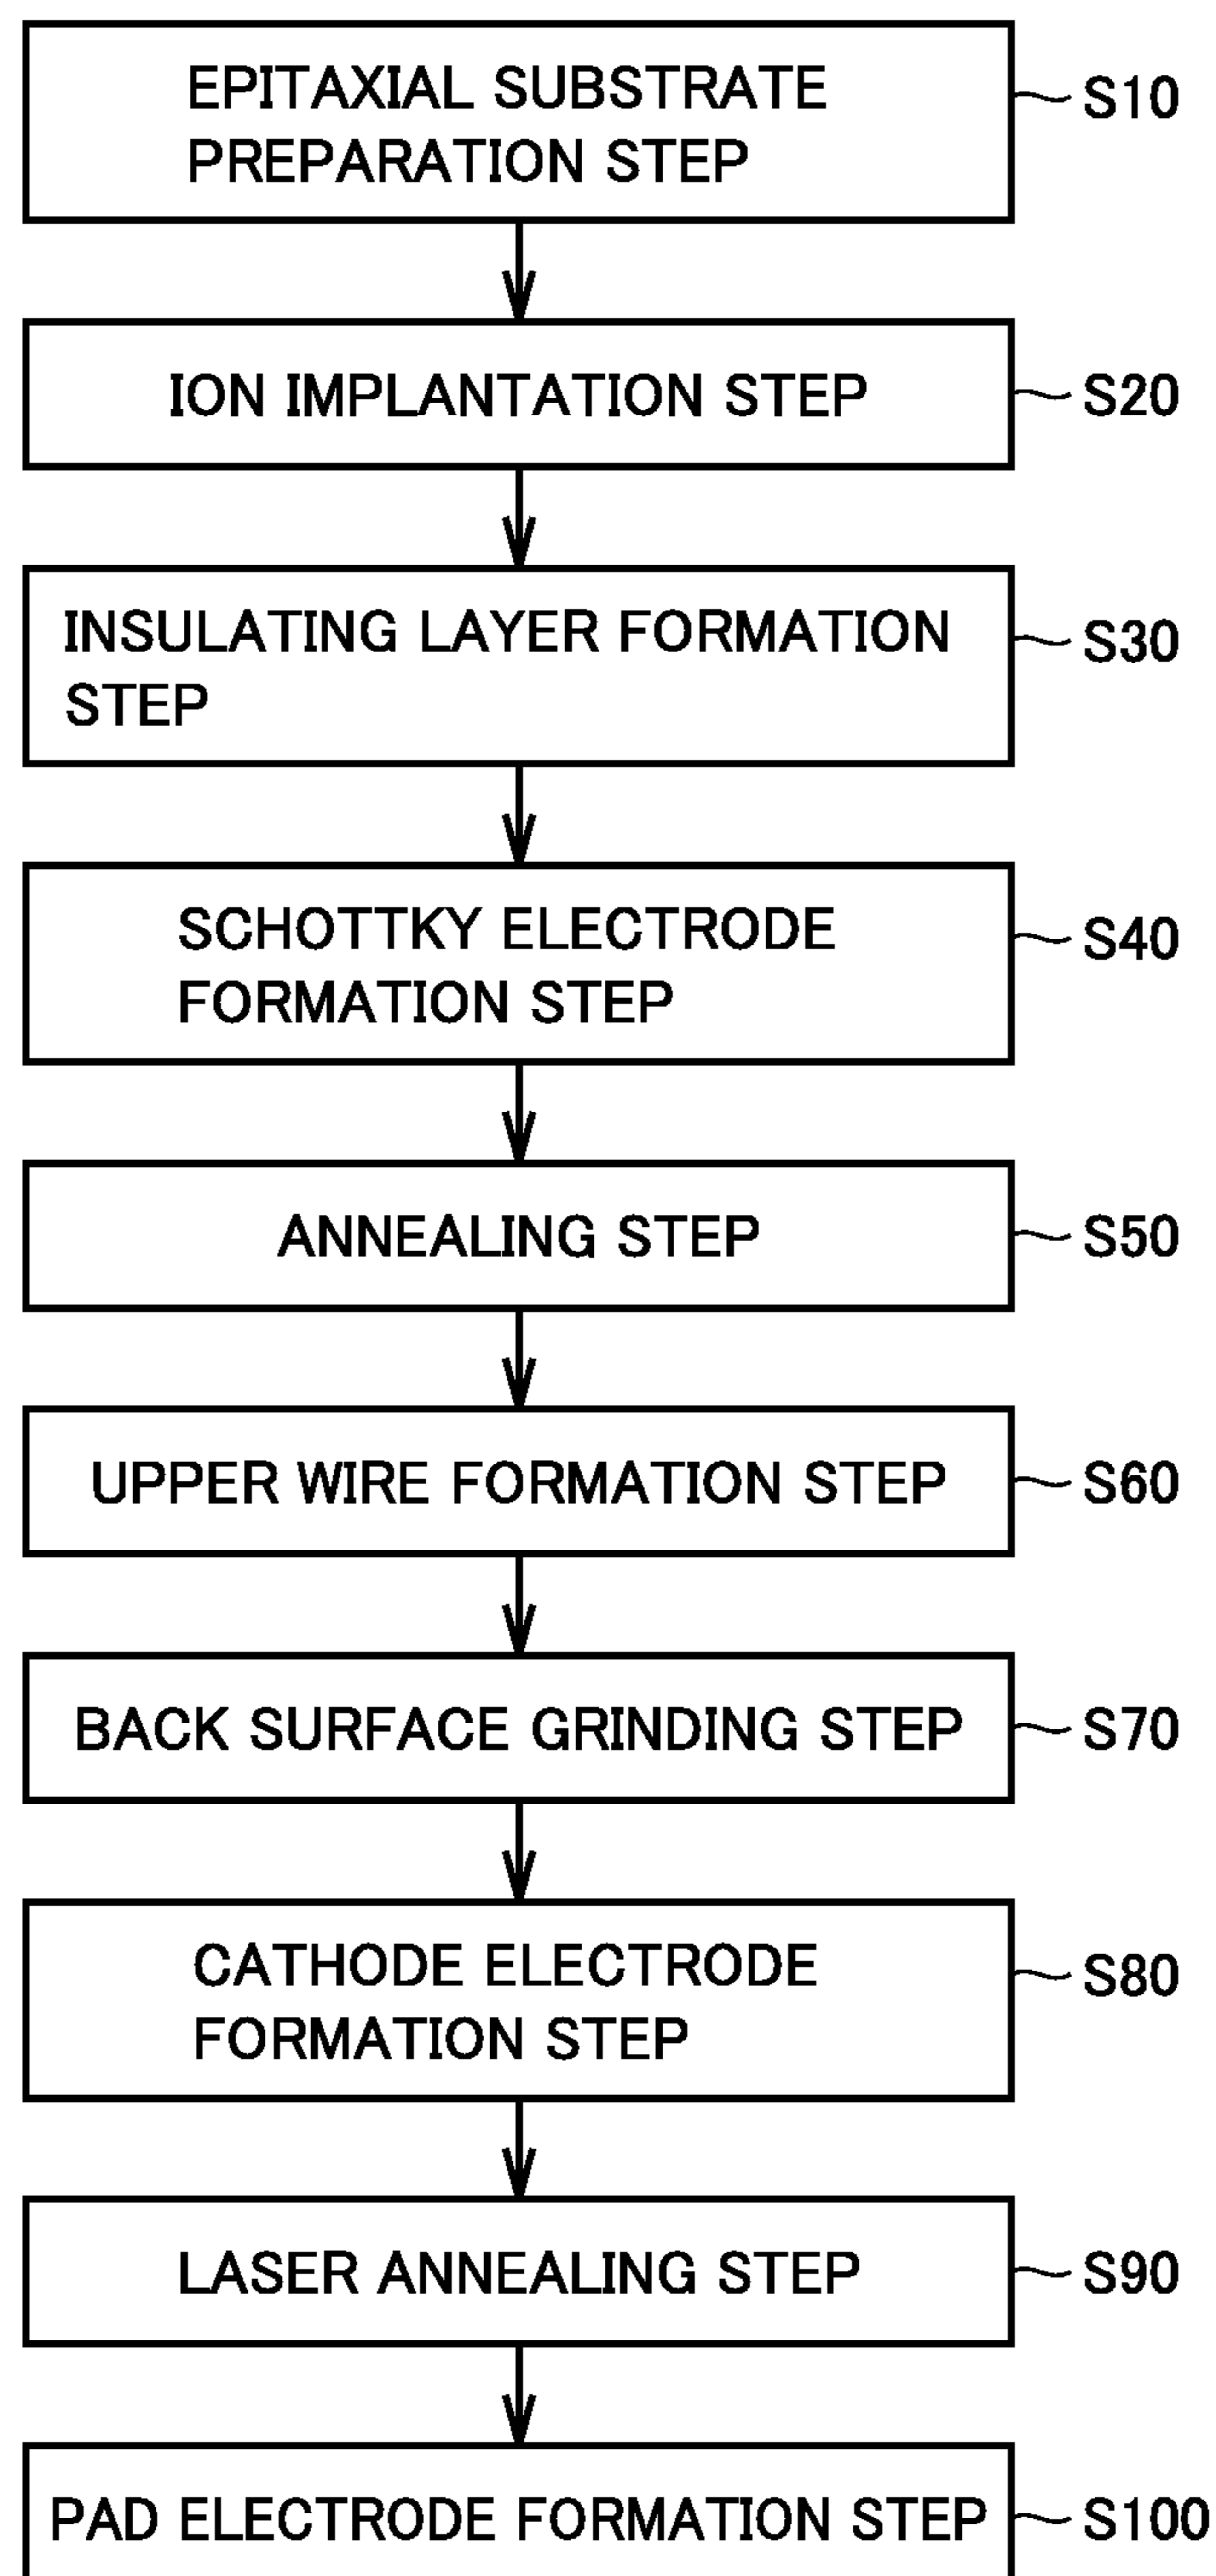 EPITAXIAL SUBSTRATE
PREPARATION STEP
S10
ION IMPLANTATION STEP
S20
INSULATING LAYER FORMATION
STEP
S30
SCHOTTKY ELECTRODE
FORMATION STEP
S40
ANNEALING STEP
S50
UPPER WIRE FORMATION STEP
S60
BACK SURFACE GRINDING STEP
S70
CATHODE ELECTRODE
FORMATION STEP
S80
LASER ANNEALING STEP
S90
PAD ELECTRODE FORMATION STEP
S100